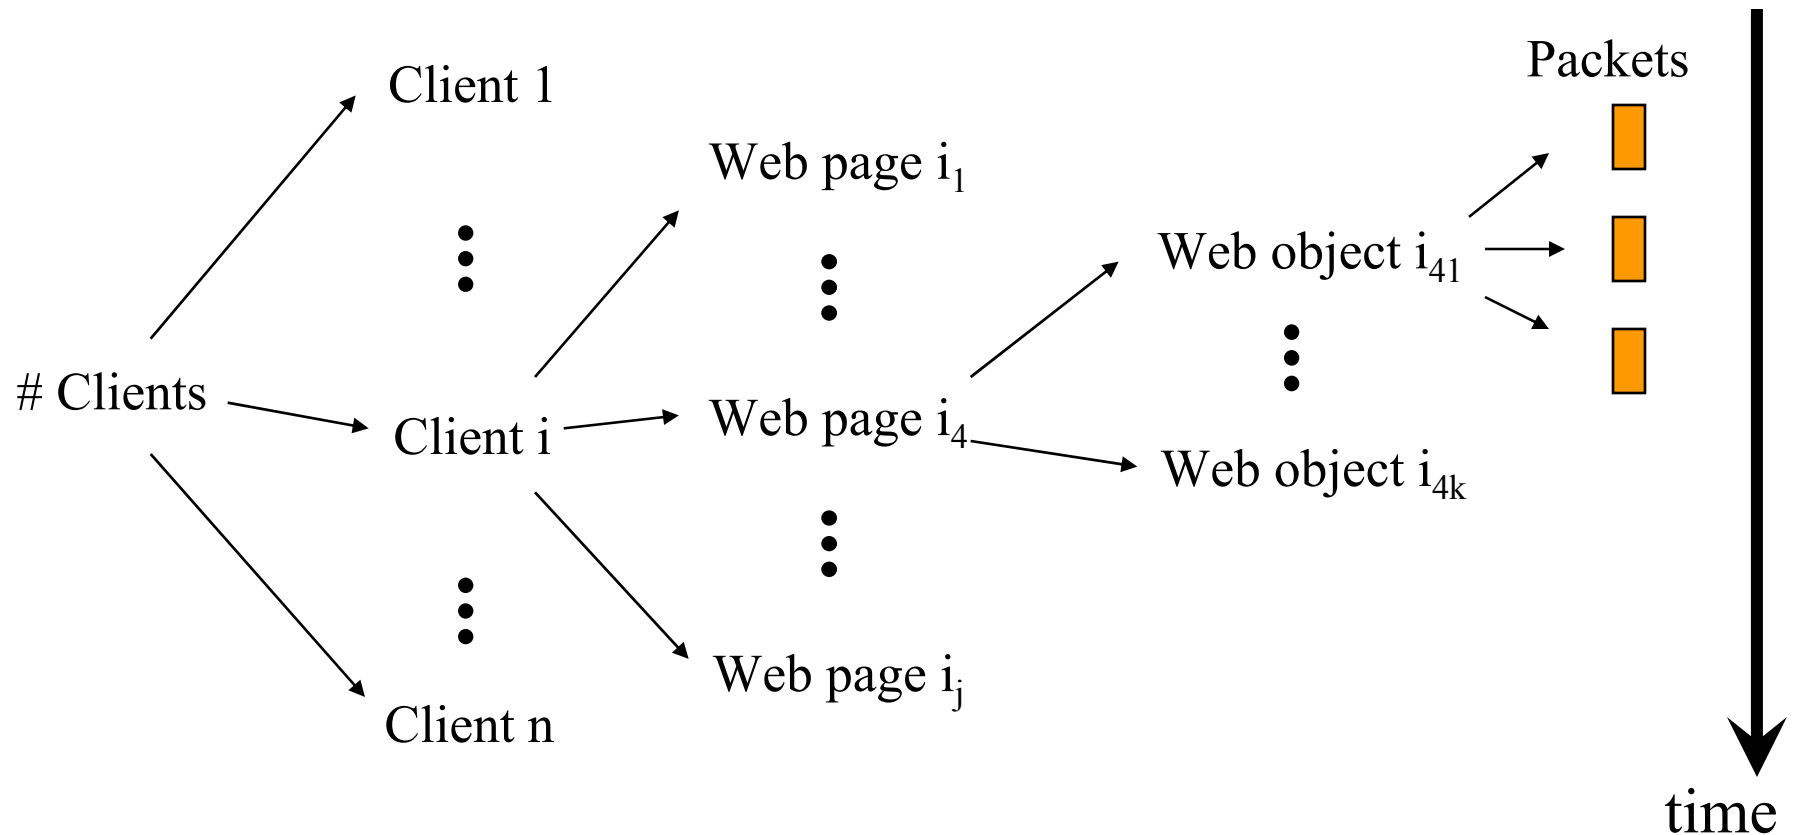 Packets
Client 1
Web page i₁
Web object i₄₁
# Clients
Client i
Web page i₄
Web object i₄ₖ
Web page iⱼ
Client n
time